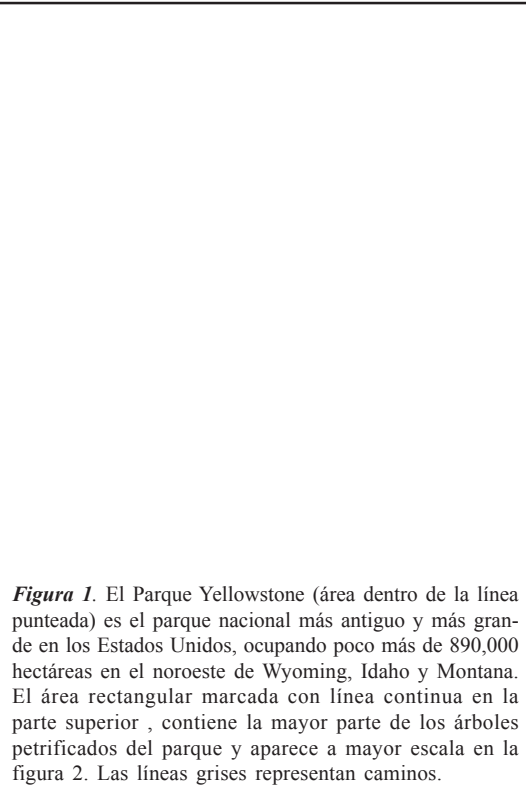 Figura 1. El Parque Yellowstone (área dentro de la línea
punteada) es el parque nacional más antiguo y más gran-
de en los Estados Unidos, ocupando poco más de 890,000
hectáreas en el noroeste de Wyoming, Idaho y Montana.
El área rectangular marcada con línea continua en la
parte superior , contiene la mayor parte de los árboles
petrificados del parque y aparece a mayor escala en la
figura 2. Las líneas grises representan caminos.